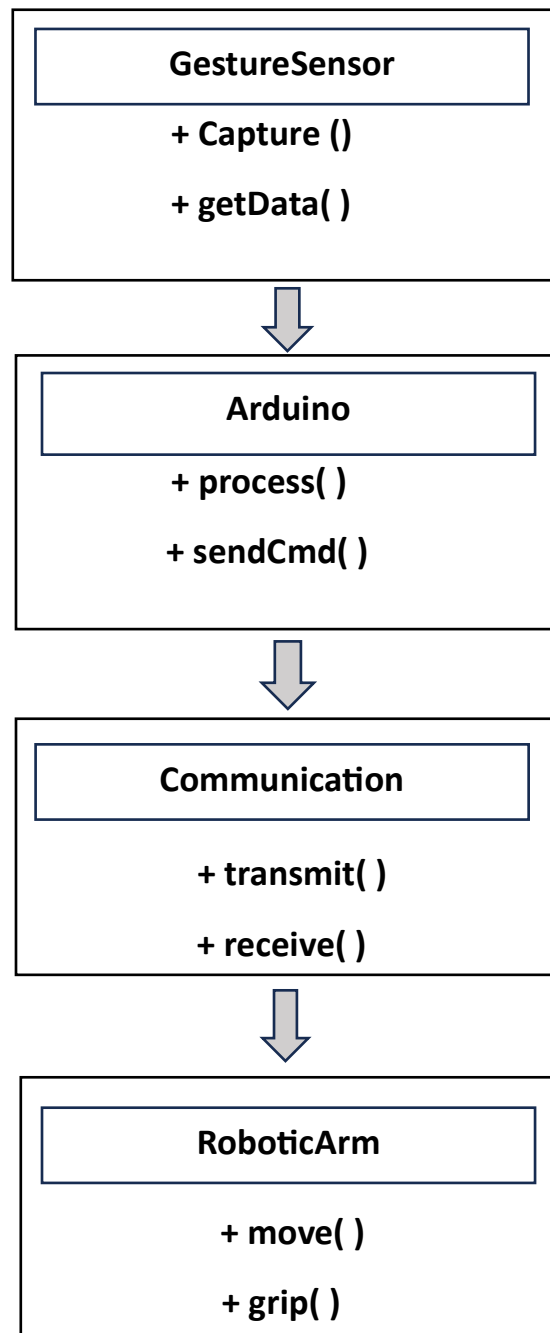 GestureSensor
+ Capture ()
+ getData( )
Arduino
+ process( )
+ sendCmd( )
Communication
+ transmit( )
+ receive( )
RoboticArm
+ move( )
+ grip( )